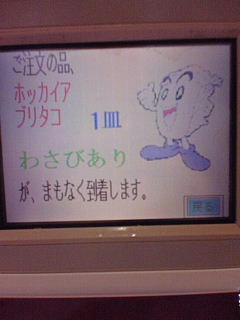 ご注文の品、
ホッカイア
ブリタコ
1皿
わさびあり
が、まもなく到着します。
戻る